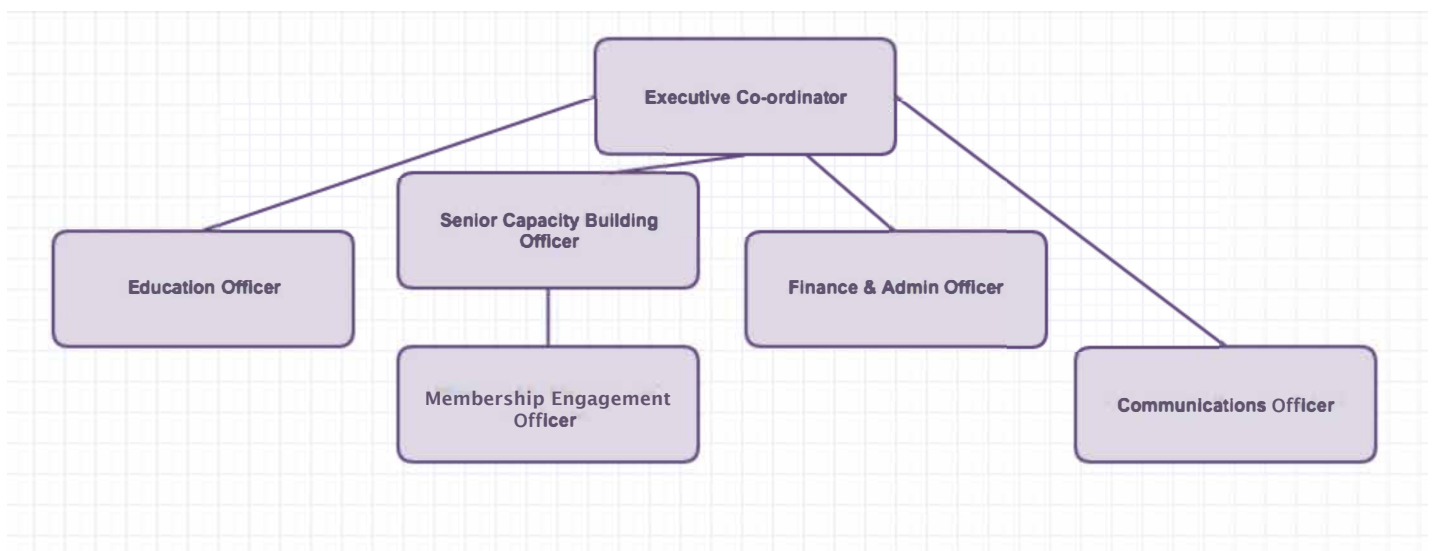 Executive Co-ordinator
Senior Capacity Building
Officer
Education Officer
Finance & Admin Officer
Membership Engagement
Officer
Communications Officer